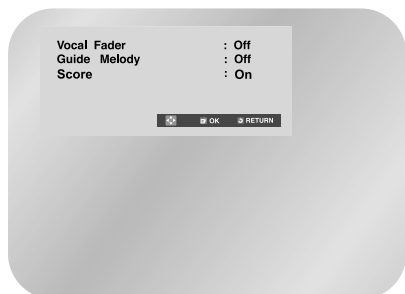 Vocal Fader : Off
Guide Melody : Off
Score : On
OK RETURN